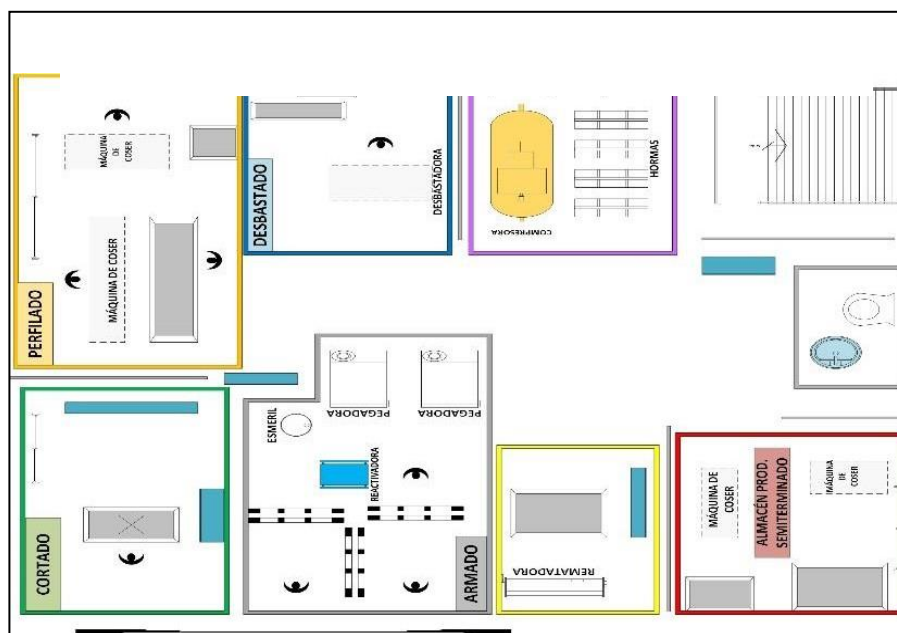 MÁQUINA
DE
COSER
MÁQUINA DE COSER
PERFILADO
DESBASTADO
DESBASTADORA
COMPRESORA
HORMAS
CORTADO
ESMERIL
PEGADORA
PEGADORA
REACTIVADORA
ARMADO
REMATADORA
MÁQUINA DE
COSER
ALMACÉN PROD.
SEMITERMINADO
MÁQUINA
DE
COSER